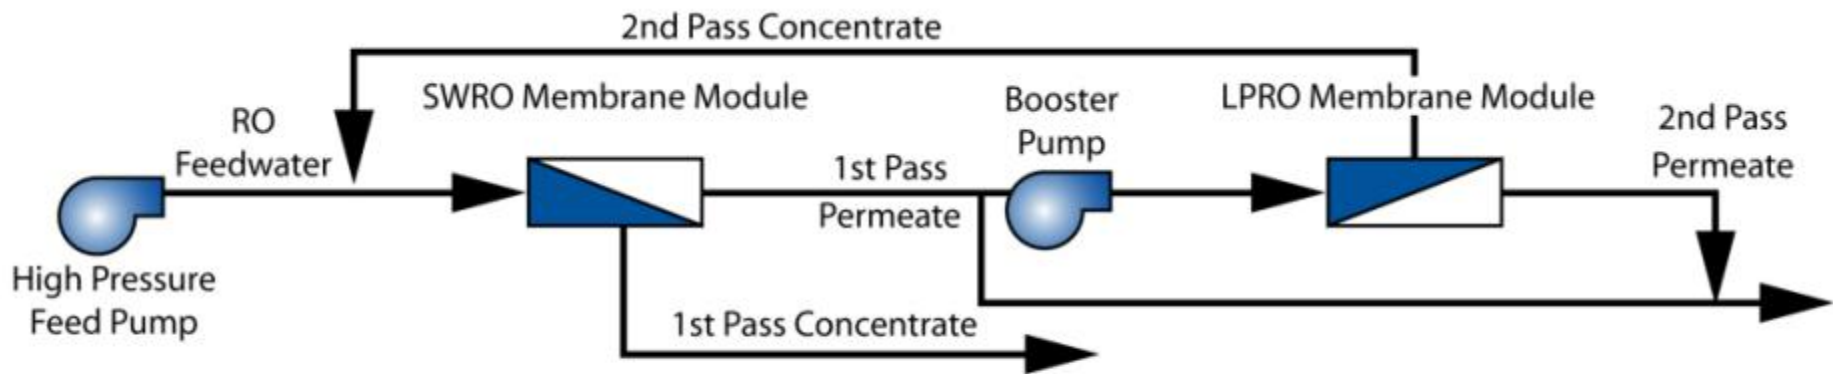 2nd Pass Concentrate
SWRO Membrane Module
Booster
Pump
LPRO Membrane Module
RO
Feedwater
2nd Pass
Permeate
1st Pass
Permeate
High Pressure
Feed Pump
1st Pass Concentrate